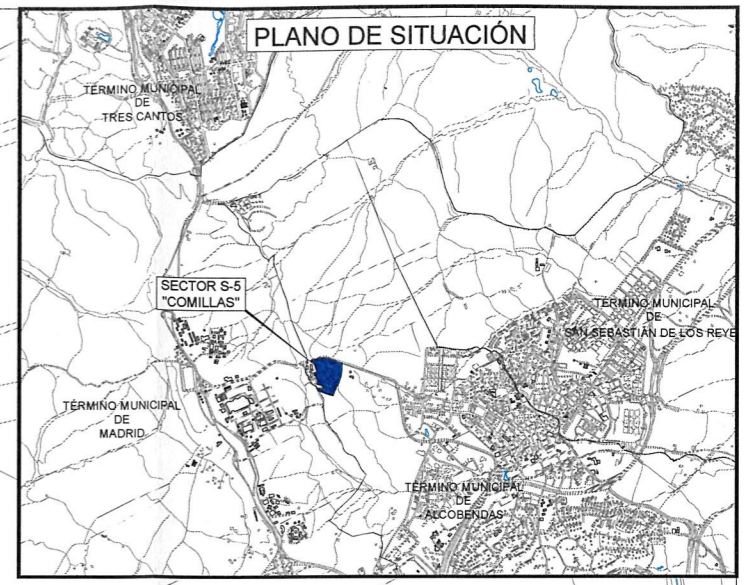 PLANO DE SITUACIÓN
TÉRMINO MUNICIPAL
DE
TRES CANTOS
SECTOR S-5
"COMILLAS"
TÉRMINO MUNICIPAL
DE
SAN SEBASTIÁN DE LOS REYE
TÉRMINO MUNICIPAL
DE
MADRID
TÉRMINO MUNICIPAL
DE
ALCOBENDAS